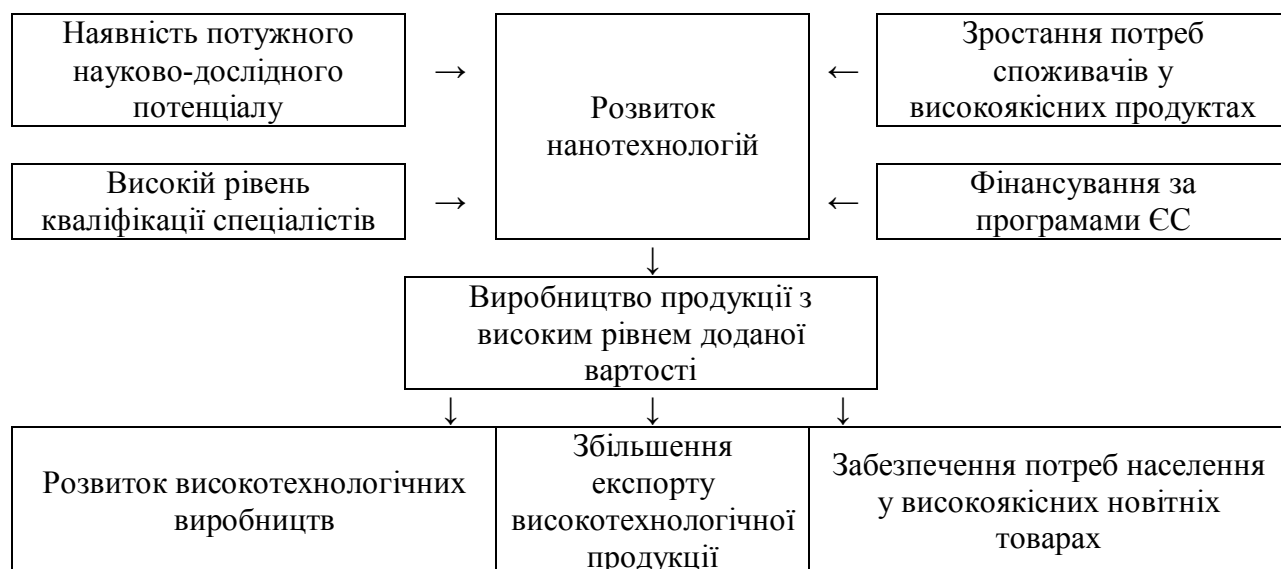 Наявність потужного
науково-дослідного
потенціалу
→
Розвиток
нанотехнологій
←
Зростання потреб
споживачів у
високоякісних продуктах
Високій рівень
кваліфікації спеціалістів
→
←
Фінансування за
програмами ЄС
↓
Виробництво продукції з
високим рівнем доданої
вартості
↓ ↓ ↓
Розвиток високотехнологічних
виробництв
Збільшення
експорту
високотехнологічної
продукції
Забезпечення потреб населення
у високоякісних новітніх
товарах